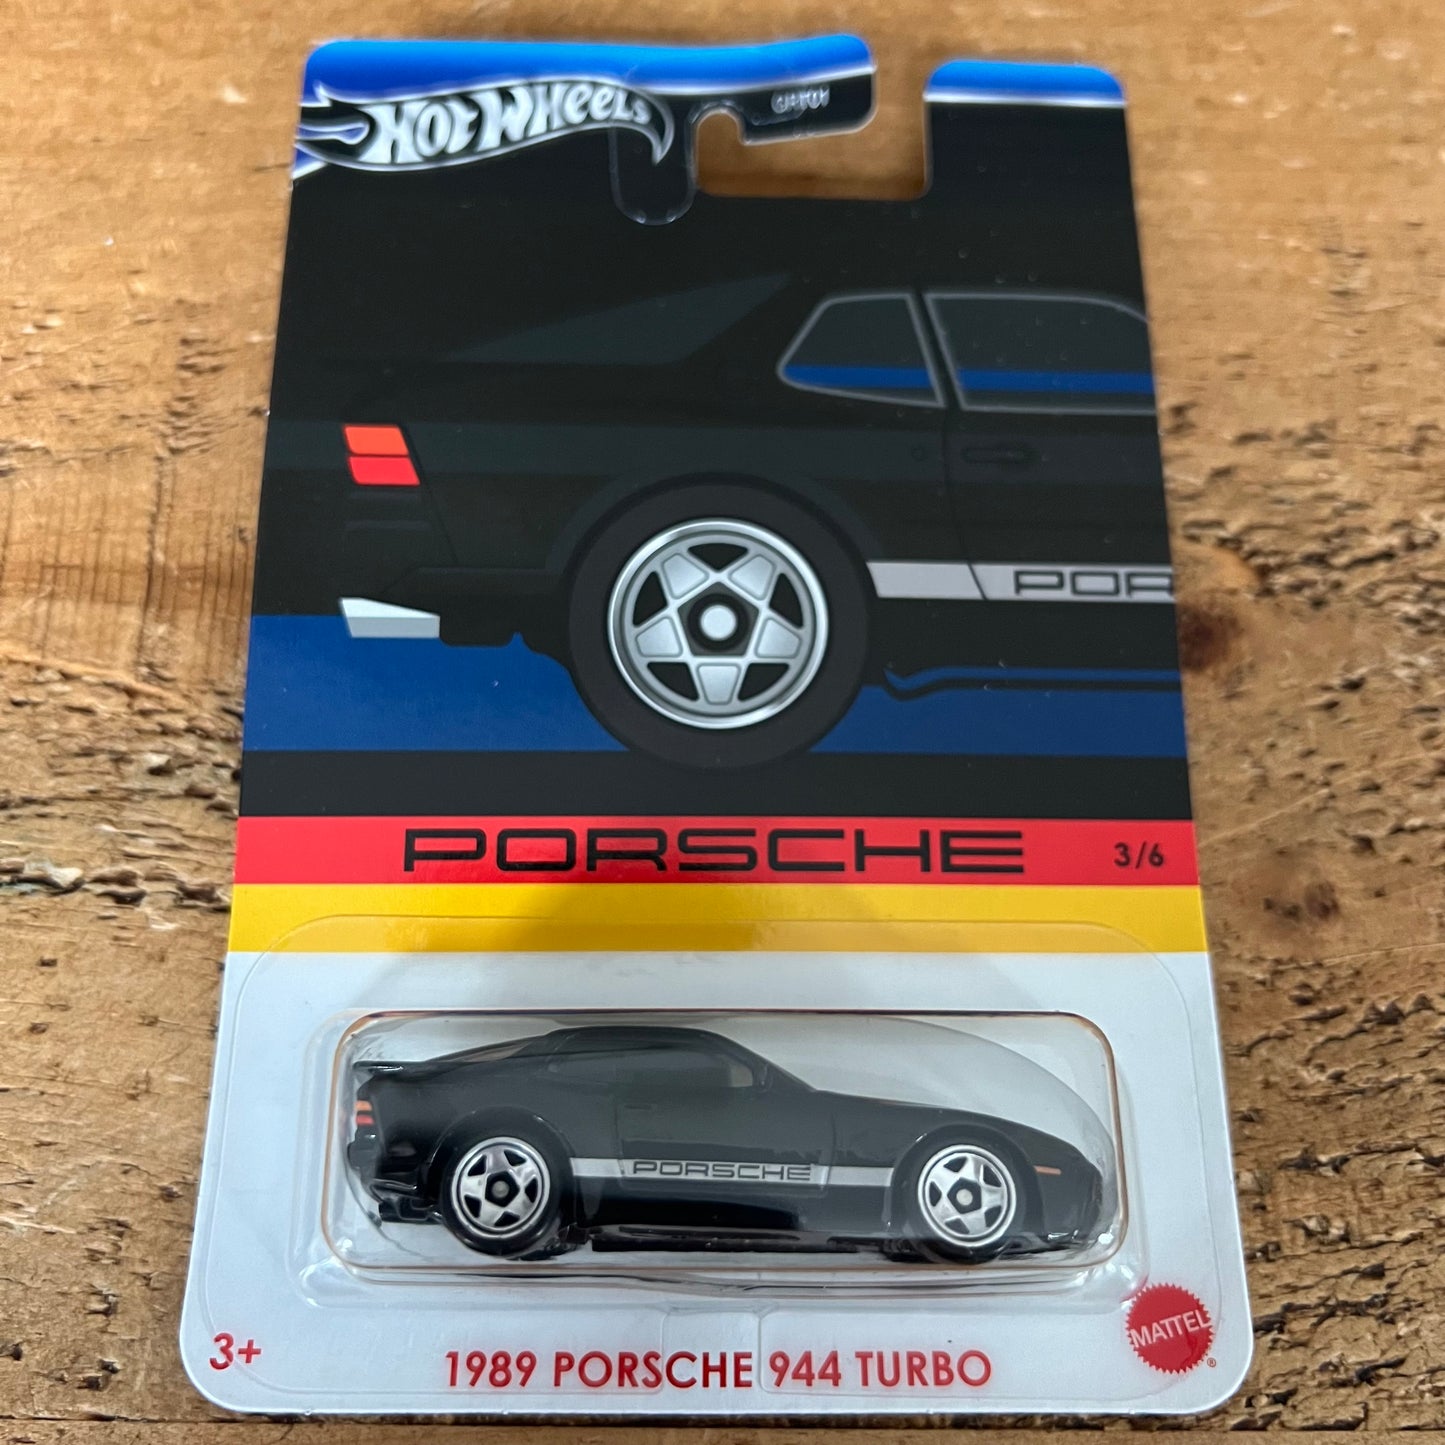 HOT WHEELS
POR
PORSCHE 3/6
PORSCHE
3+
1989 PORSCHE 944 TURBO
MATTEL
®